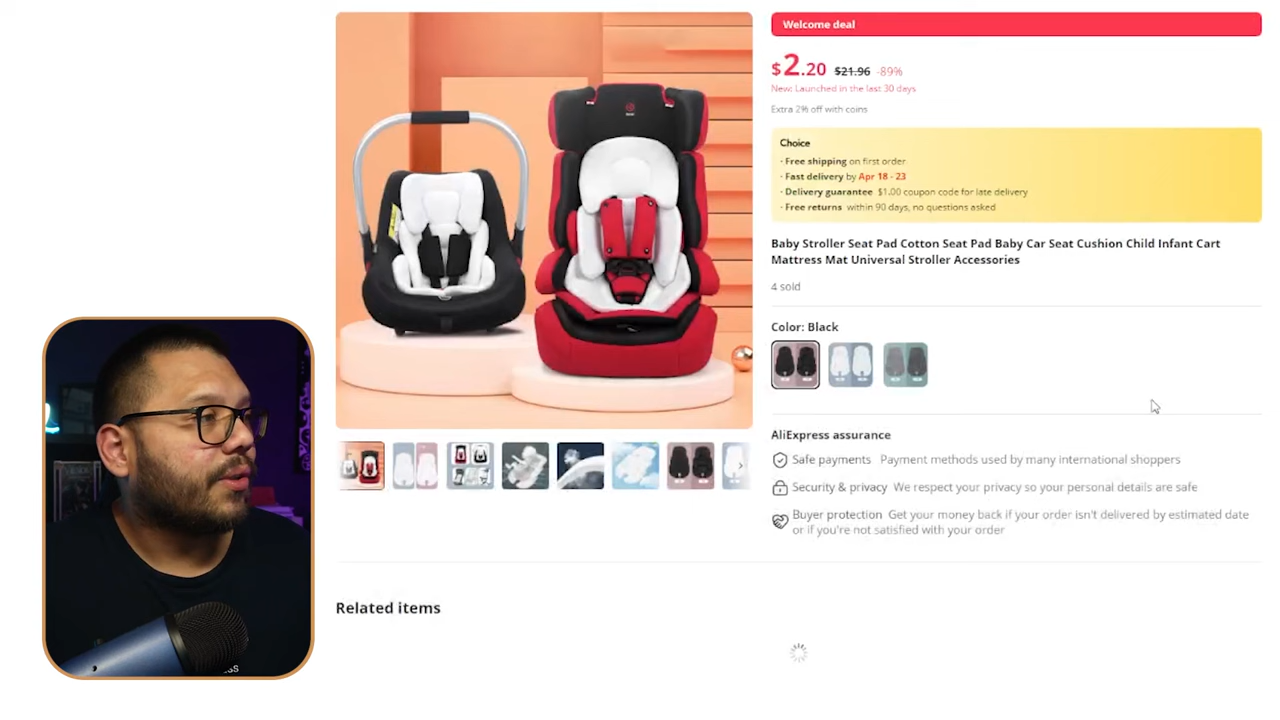 Welcome deal
$2.20 $21.96 -89%
New: Launched in the last 30 days
Extra 2% off with coins
Choice
· Free shipping on first order
· Fast delivery by Apr 18 - 23
· Delivery guarantee $1.00 coupon code for late delivery
· Free returns within 90 days, no questions asked
Baby Stroller Seat Pad Cotton Seat Pad Baby Car Seat Cushion Child Infant Cart
Mattress Mat Universal Stroller Accessories
4 sold
Color: Black
AliExpress assurance
Safe payments Payment methods used by many international shoppers
Security & privacy We respect your privacy so your personal details are safe
Buyer protection Get your money back if your order isn't delivered by estimated date
or if you're not satisfied with your order
Related items